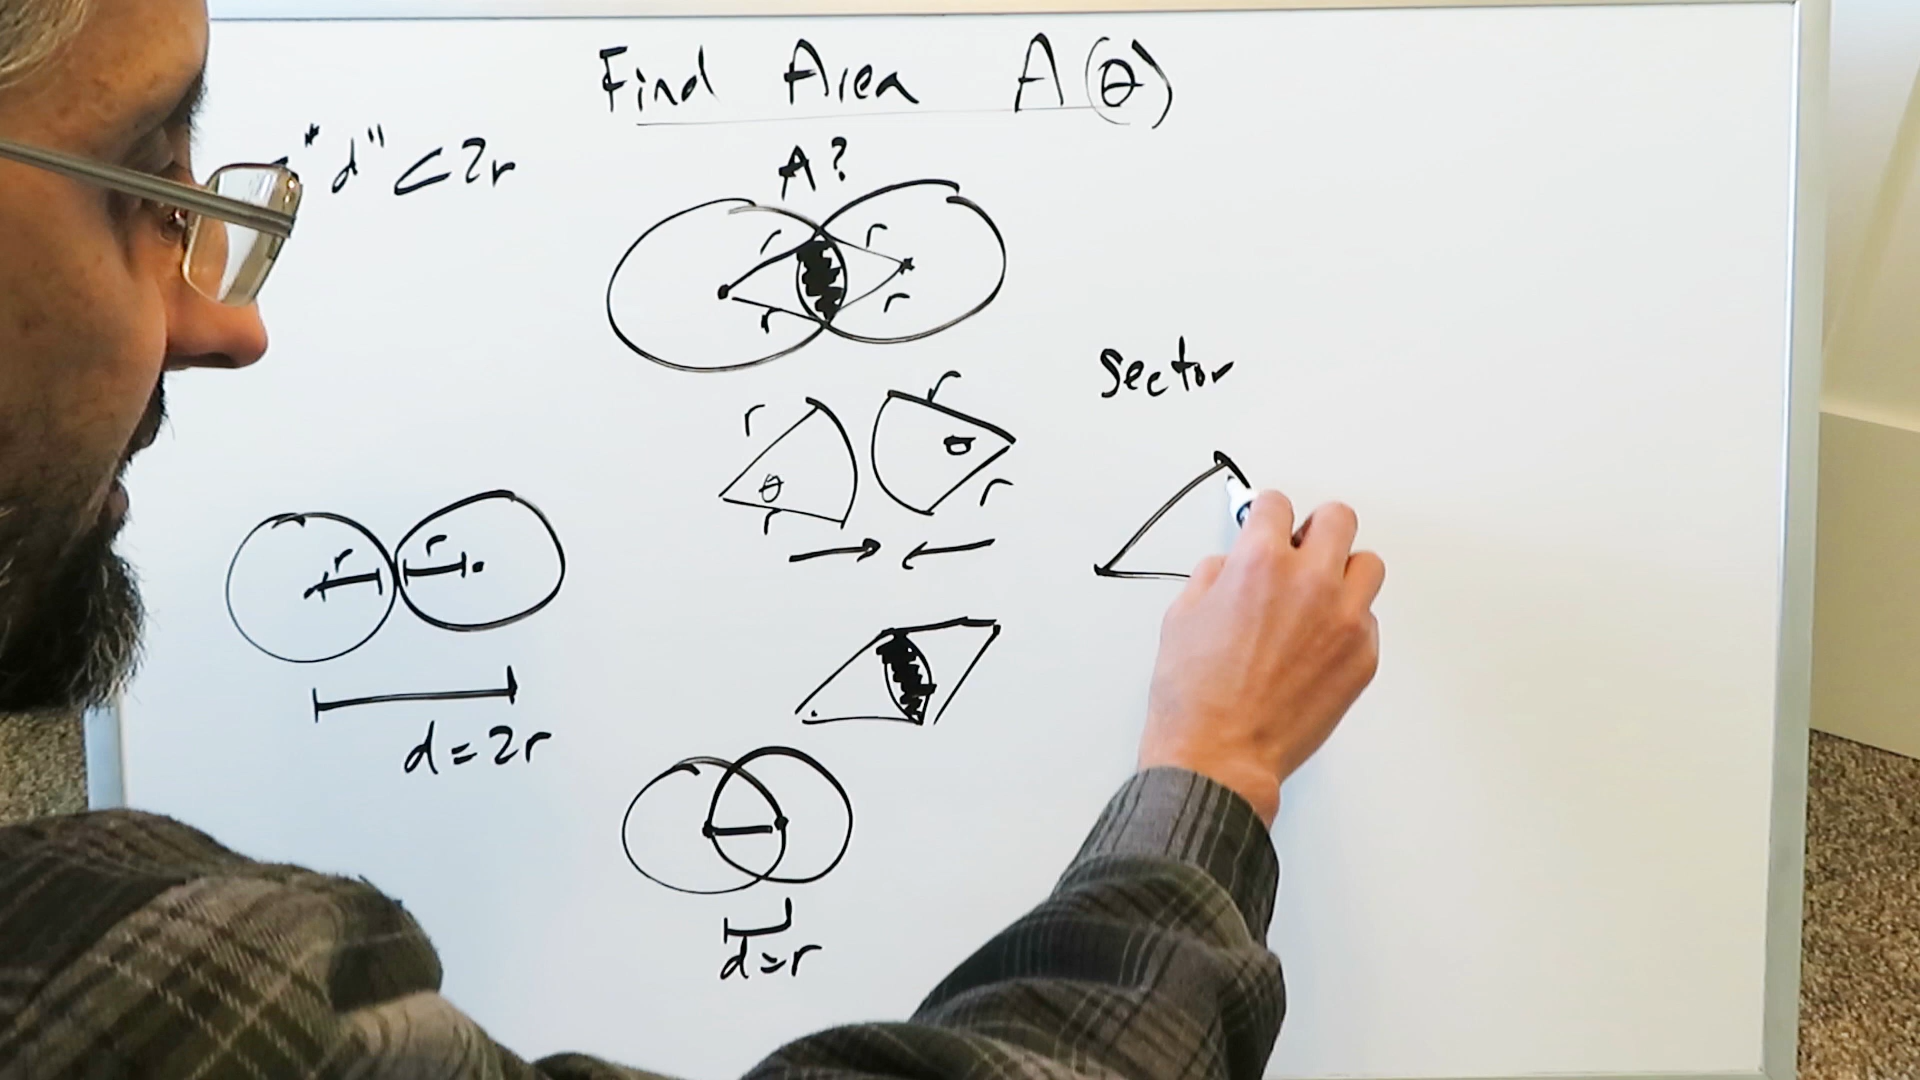 Find Area A(θ)
"d" < 2r
A?
r r
r r
sector
r r
θ θ
r r
r r
d=2r
d=r